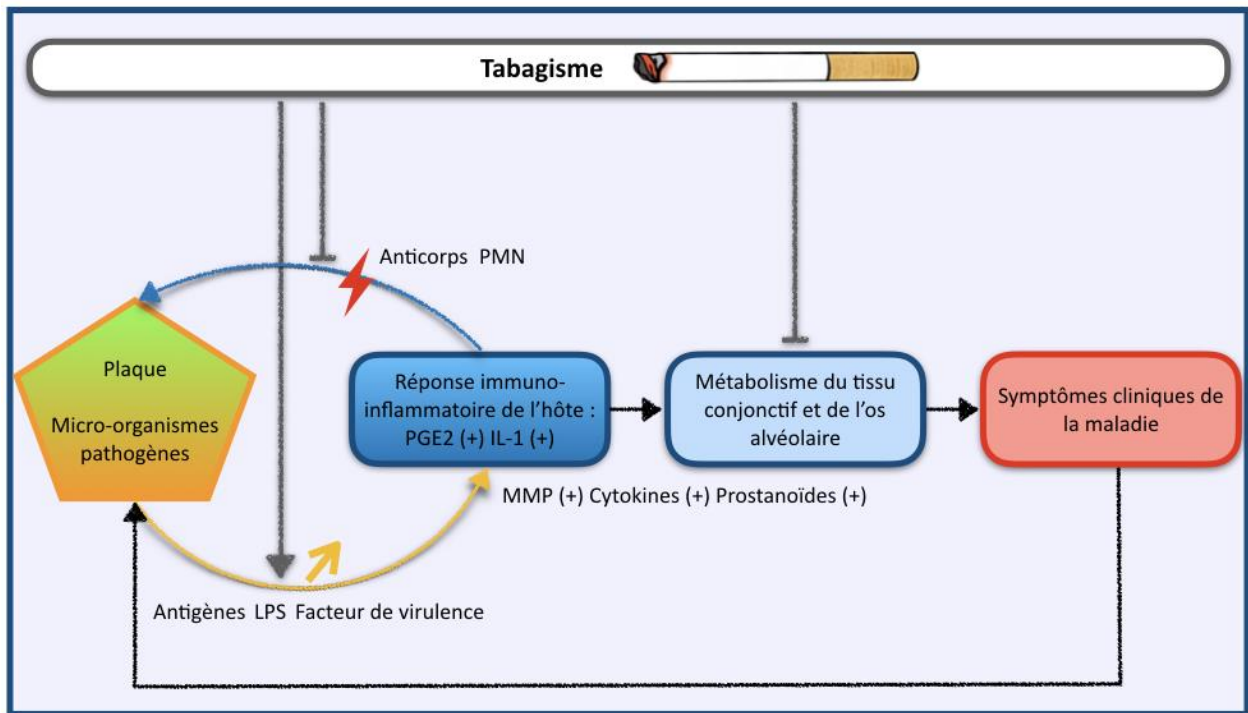 Tabagisme
Anticorps PMN
Plaque
Micro-organismes
pathogènes
Réponse immuno-
inflammatoire de l’hôte :
PGE2 (+) IL-1 (+)
Métabolisme du tissu
conjonctif et de l’os
alvéolaire
Symptômes cliniques de
la maladie
MMP (+) Cytokines (+) Prostanoïdes (+)
Antigènes LPS Facteur de virulence